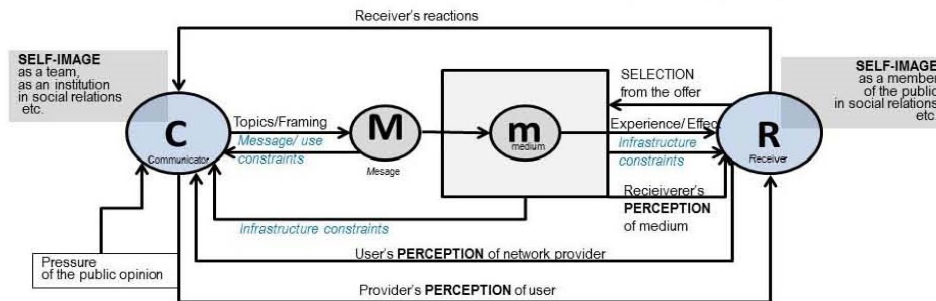 Receiver's reactions
SELF-IMAGE
as a team,
as an institution
in social relations
etc.
SELF-IMAGE
as a member
of the public
in social relations
etc.
SELECTION
from the offer
C
Communicator
Topics/Framing
Message/ use
constraints
M
Mesage
m
medium
Experience/ Effect
Infrastructure
constraints
R
Receiver
Recieiverer's
PERCEPTION
of medium
Infrastructure constraints
User's PERCEPTION of network provider
Pressure
of the public opinion
Provider's PERCEPTION of user